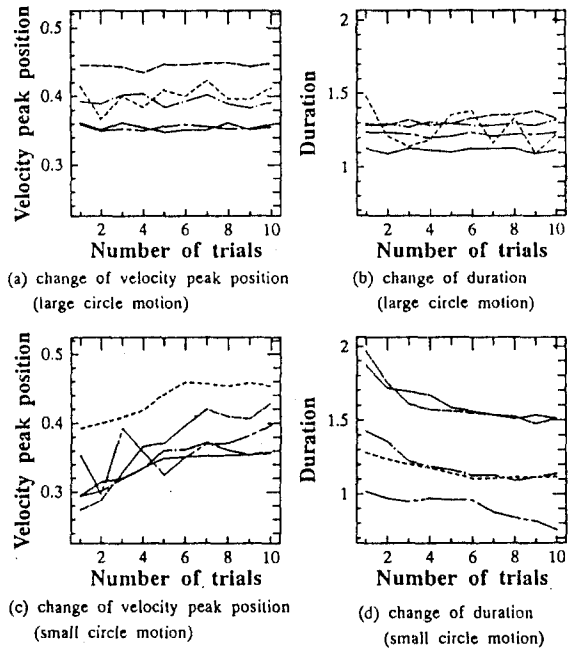 Velocity peak position
0.5
0.4
0.3
2 4 6 8 10
Number of trials
(a) change of velocity peak position
(large circle motion)
Duration
2
1.5
1
2 4 6 8 10
Number of trials
(b) change of duration
(large circle motion)
Velocity peak position
0.5
0.4
0.3
2 4 6 8 10
Number of trials
(c) change of velocity peak position
(small circle motion)
Duration
2
1.5
1
2 4 6 8 10
Number of trials
(d) change of duration
(small circle motion)